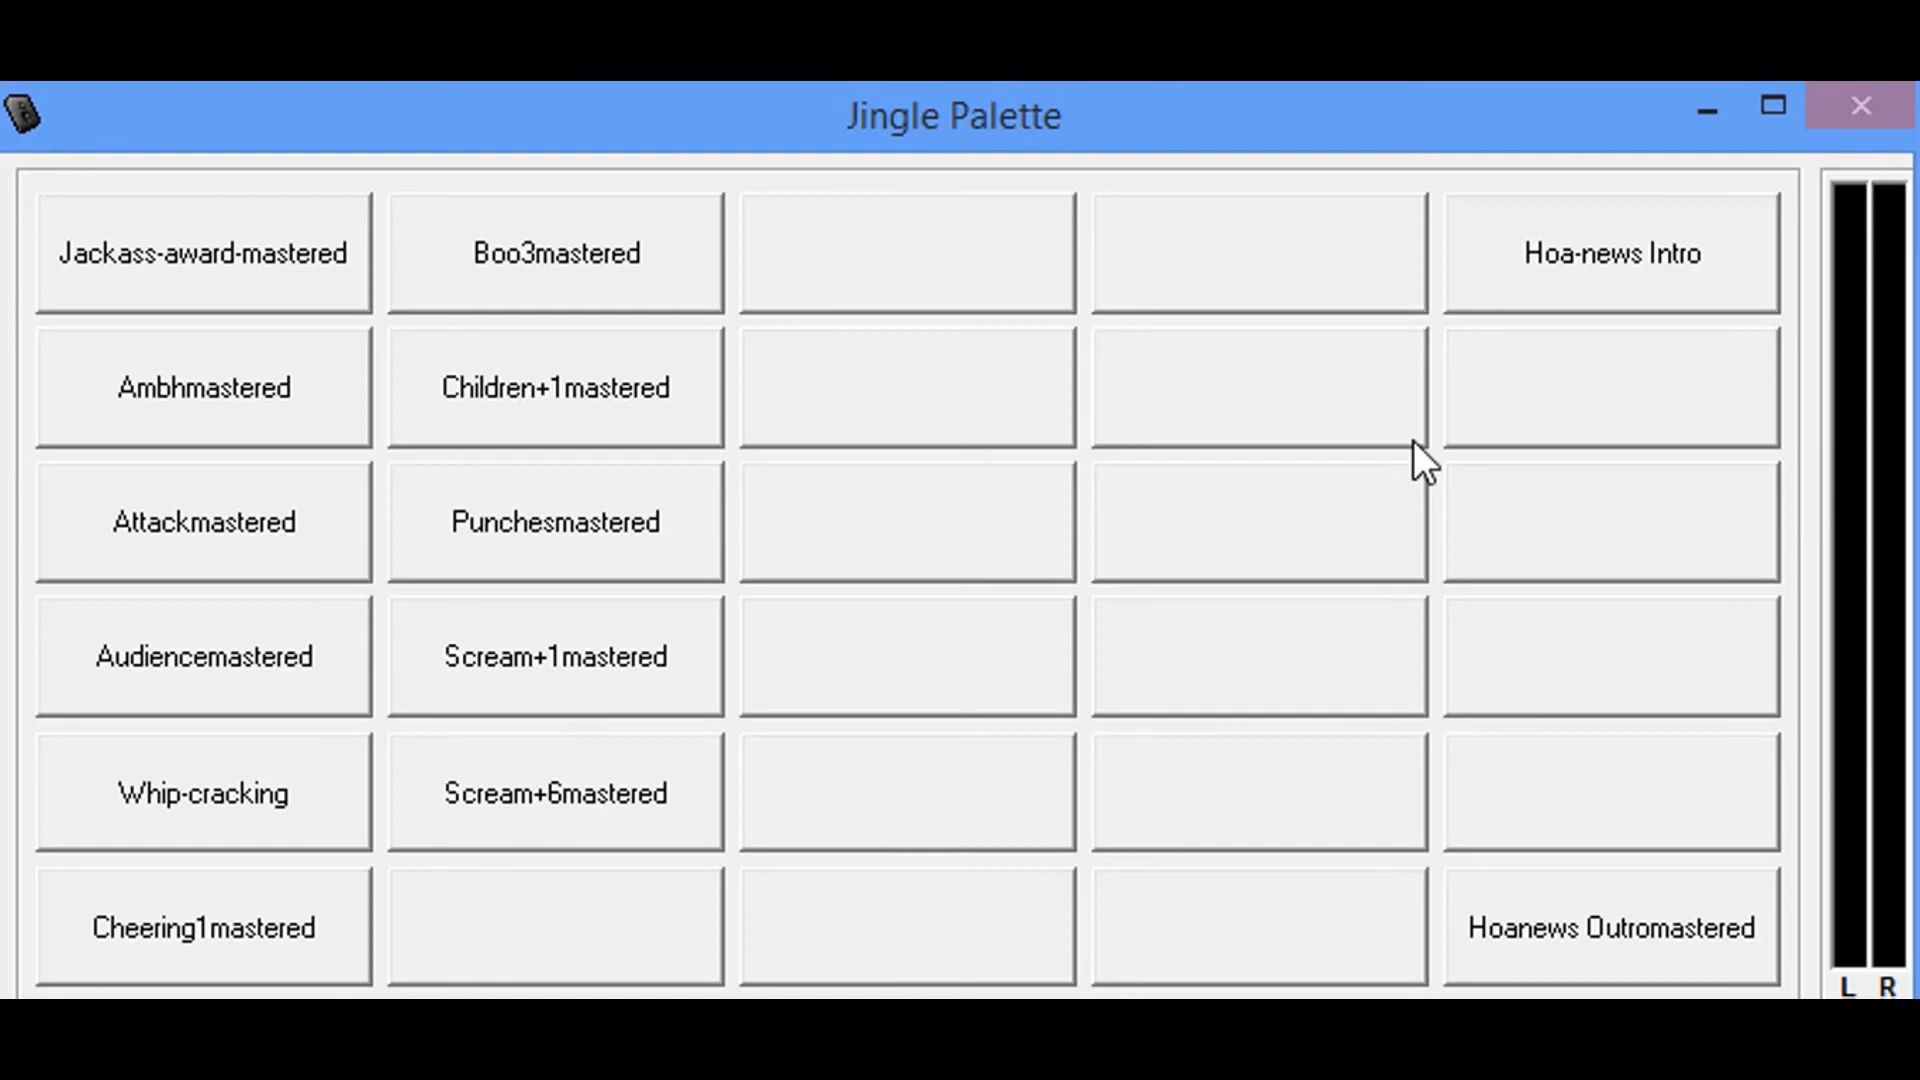 Jingle Palette
Jackass-award-mastered
Boo3mastered
Hoa-news Intro
Ambhmastered
Children+1mastered
Attackmastered
Punchesmastered
Audiencemastered
Scream+1mastered
Whip-cracking
Scream+6mastered
Cheering1mastered
Hoanews Outromastered
L R